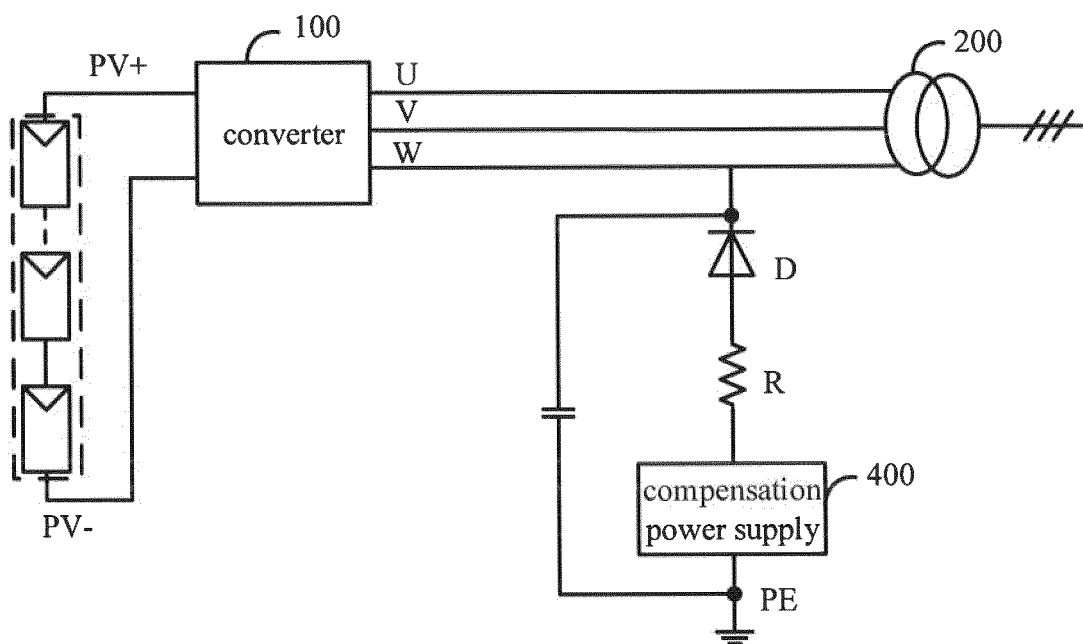 100
200
PV+
U
converter
V
W
D
R
400
compensation
power supply
PV-
PE